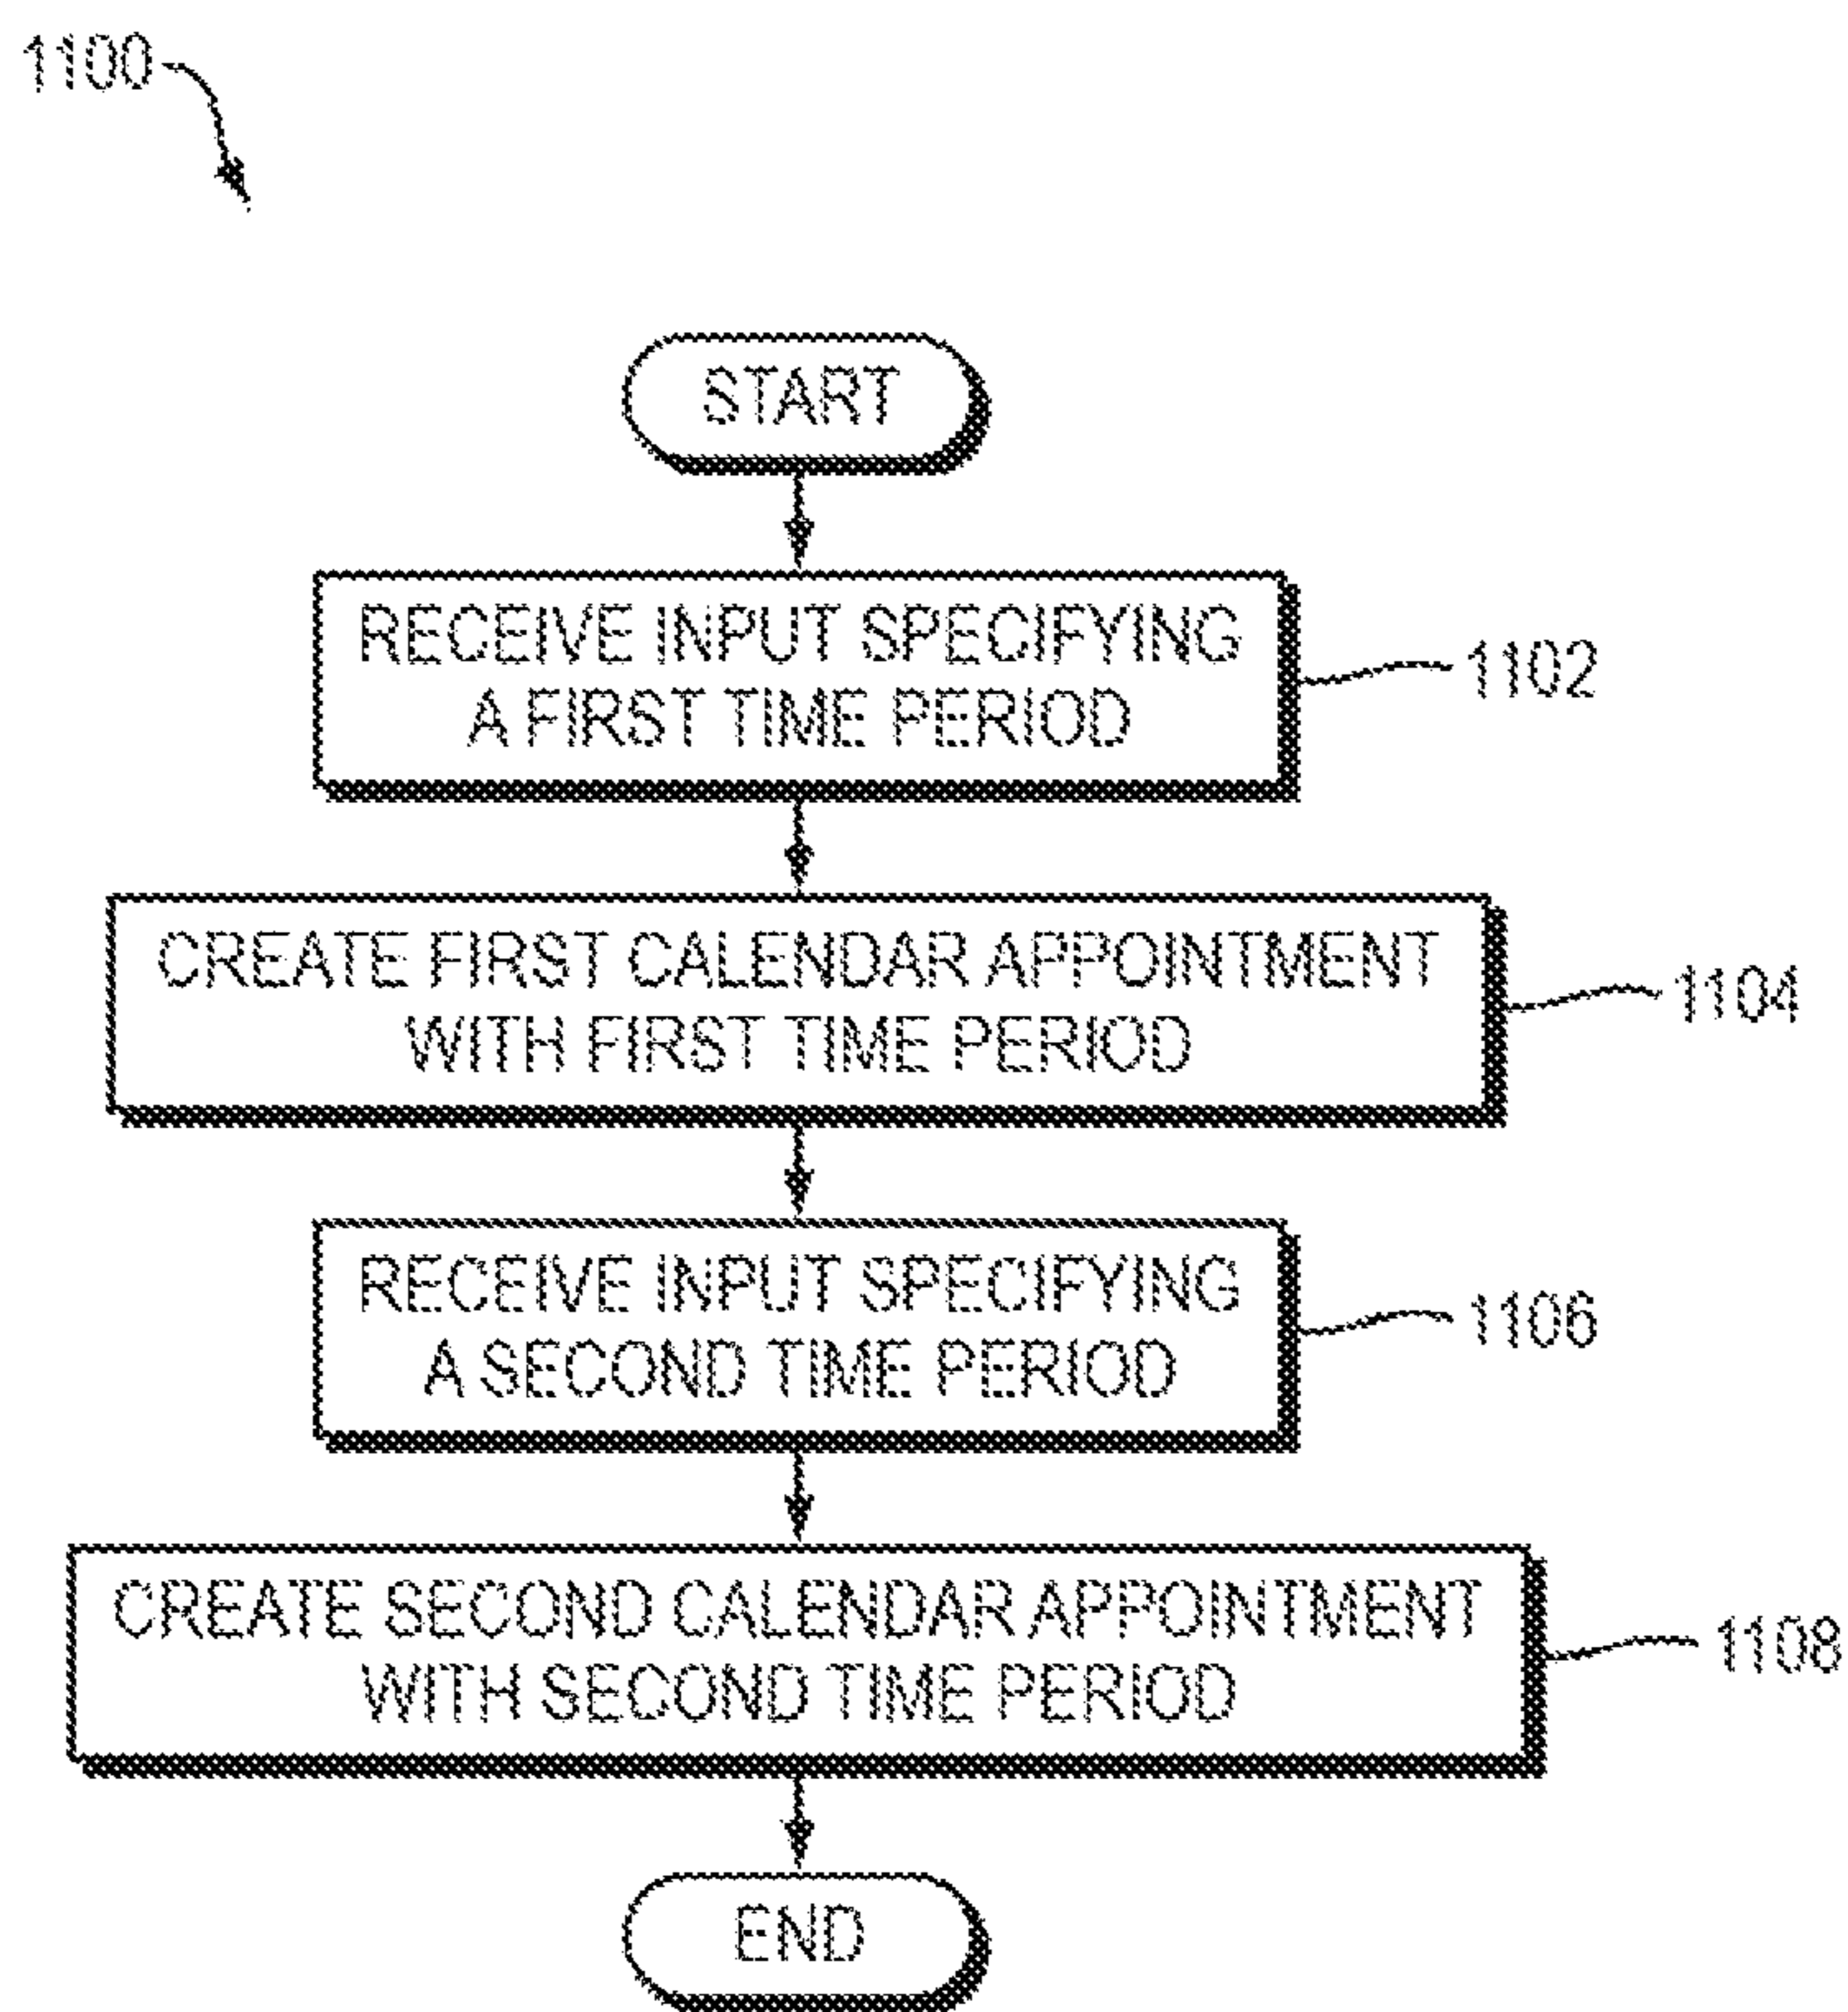 1100
START
RECEIVE INPUT SPECIFYING
A FIRST TIME PERIOD
1102
CREATE FIRST CALENDAR APPOINTMENT
WITH FIRST TIME PERIOD
1104
RECEIVE INPUT SPECIFYING
A SECOND TIME PERIOD
1106
CREATE SECOND CALENDAR APPOINTMENT
WITH SECOND TIME PERIOD
1108
END